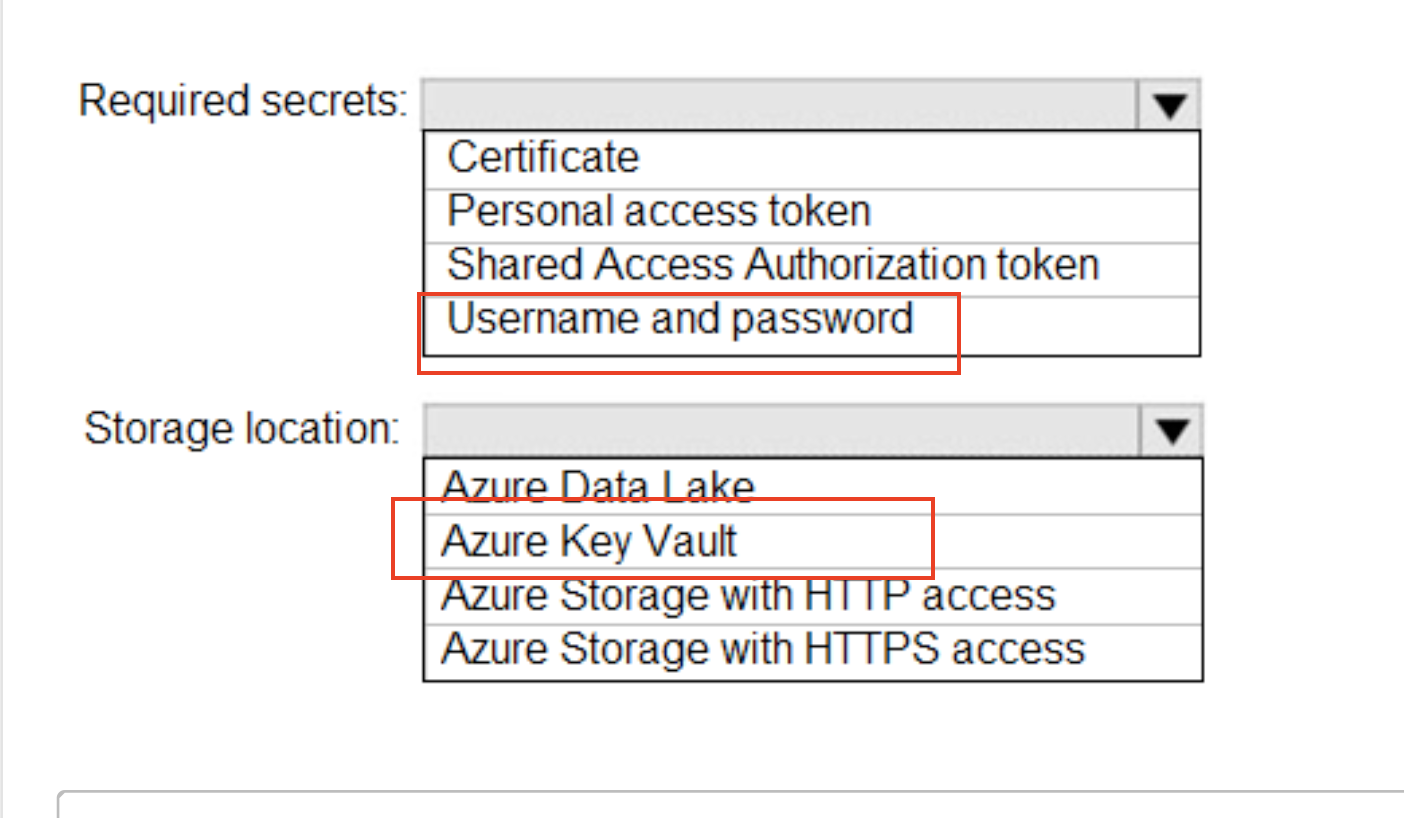 Required secrets:
Certificate
Personal access token
Shared Access Authorization token
Username and password
Storage location:
Azure Data Lake
Azure Key Vault
Azure Storage with HTTP access
Azure Storage with HTTPS access